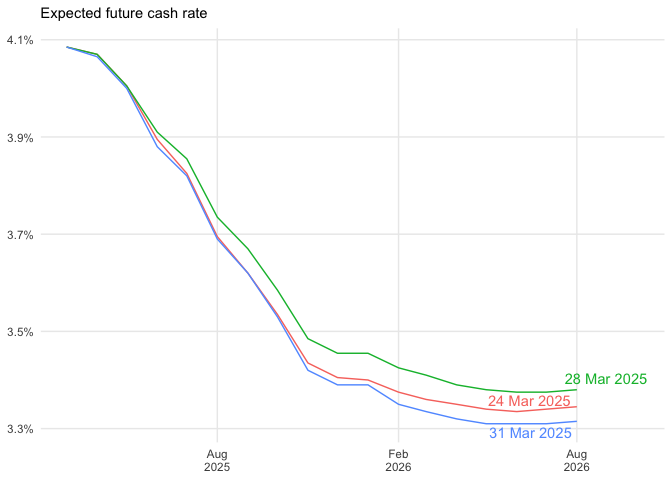 Expected future cash rate
4.1%
3.9%
3.7%
3.5%
3.3%
28 Mar 2025
24 Mar 2025
31 Mar 2025
Aug
2025
Feb
2026
Aug
2026